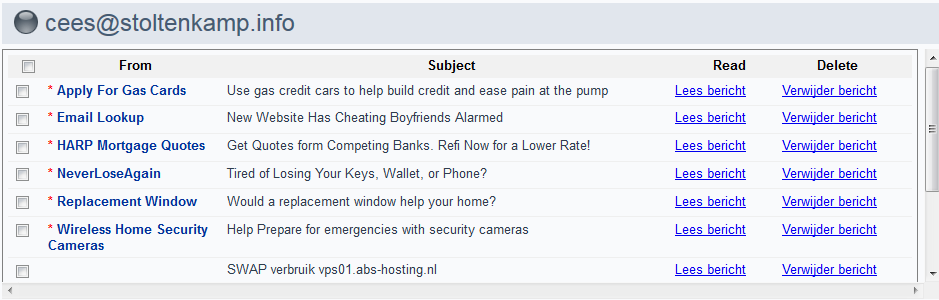 cees@stoltenkamp.info
From Subject Read Delete
* Apply For Gas Cards Use gas credit cars to help build credit and ease pain at the pump Lees bericht Verwijder bericht
* Email Lookup New Website Has Cheating Boyfriends Alarmed Lees bericht Verwijder bericht
* HARP Mortgage Quotes Get Quotes form Competing Banks. Refi Now for a Lower Rate! Lees bericht Verwijder bericht
* NeverLoseAgain Tired of Losing Your Keys, Wallet, or Phone? Lees bericht Verwijder bericht
* Replacement Window Would a replacement window help your home? Lees bericht Verwijder bericht
* Wireless Home Security Help Prepare for emergencies with security cameras Lees bericht Verwijder bericht
Cameras
SWAP verbruik vps01.abs-hosting.nl Lees bericht Verwijder bericht